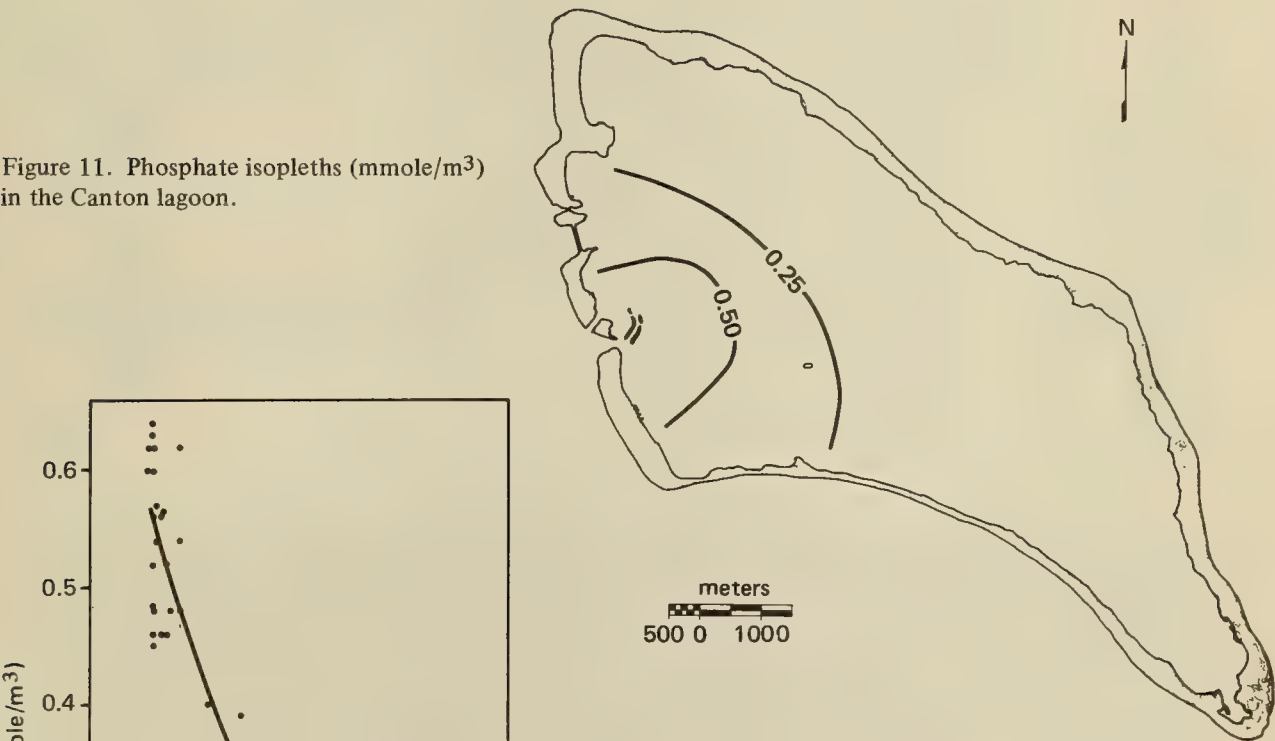 N
Figure 11. Phosphate isopleths (mmole/m³)
in the Canton lagoon.
0.25
0.50
meters
500 0 1000
0.6
0.5
0.4
ole/m³)